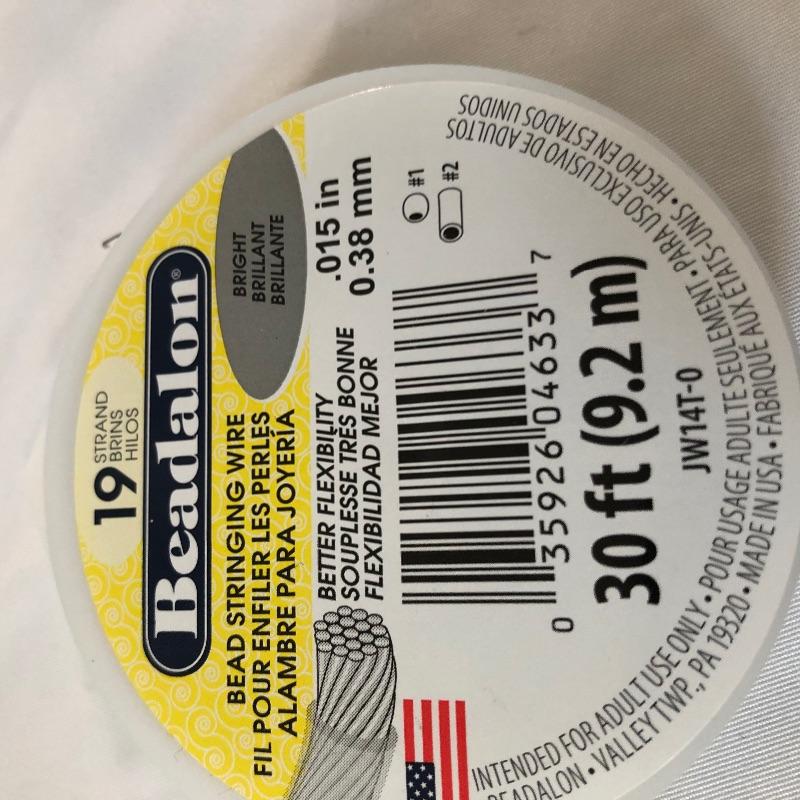 19 STRAND
BRINS
HILOS
Beadalon®
BRIGHT
BRILLANT
BRILLANTE
BEAD STRINGING WIRE
FIL POUR ENFILER LES PERLES
ALAMBRE PARA JOYERÍA
.015 in
0.38 mm
BETTER FLEXIBILITY
SOUPLESSE TRÈS BONNE
FLEXIBILIDAD MEJOR
#1
#2
0 35926 04633 7
30 ft (9.2 m)
JW14T-0
INTENDED FOR ADULT USE ONLY • POUR USAGE ADULTE SEULEMENT • PARA USO EXCLUSIVO DE ADULTOS
BEADALON • VALLEY TWP., PA 19320 • MADE IN USA • FABRIQUÉ AUX ÉTATS-UNIS • HECHO EN ESTADOS UNIDOS